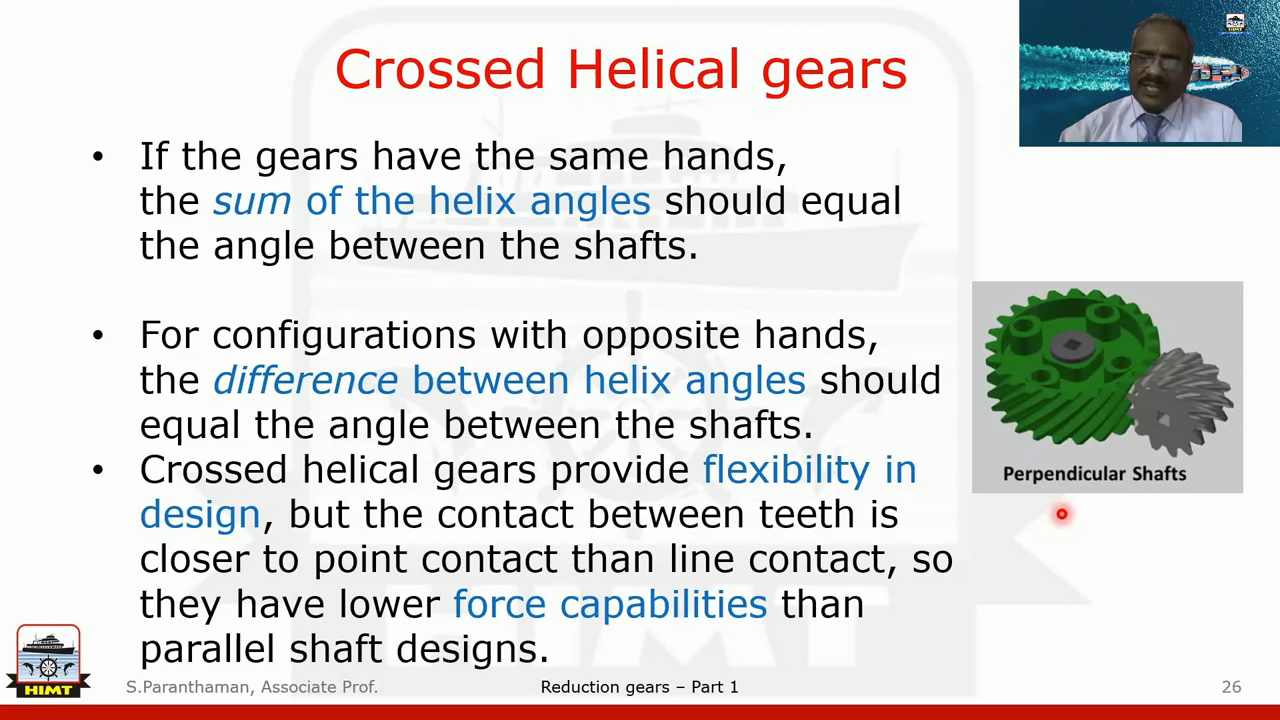 Crossed Helical gears
HIMT
• If the gears have the same hands,
the sum of the helix angles should equal
the angle between the shafts.
• For configurations with opposite hands,
the difference between helix angles should
equal the angle between the shafts.
• Crossed helical gears provide flexibility in
design, but the contact between teeth is
closer to point contact than line contact, so
they have lower force capabilities than
parallel shaft designs.
Perpendicular Shafts
HIMT
HIMT
S.Paranthaman, Associate Prof.
Reduction gears – Part 1
26